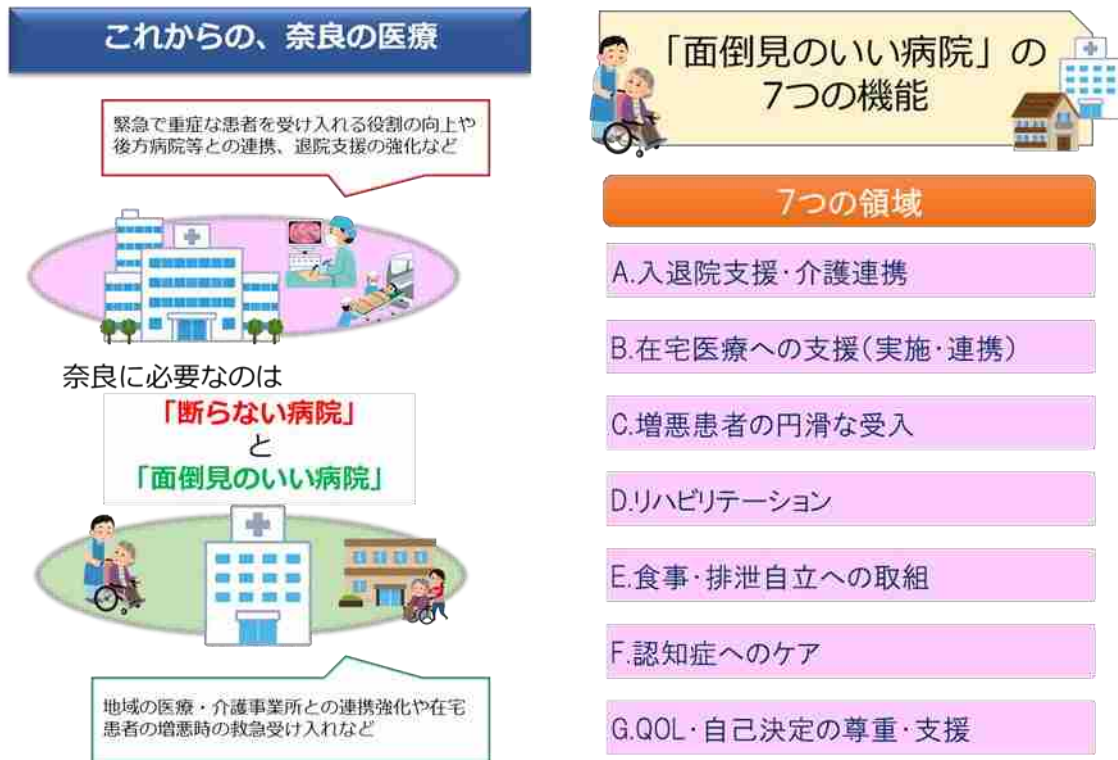 これからの、奈良の医療
緊急で重症な患者を受け入れる役割の向上や
後方病院等との連携、退院支援の強化など
奈良に必要なのは
「断らない病院」
と
「面倒見のいい病院」
地域の医療・介護事業所との連携強化や在宅
患者の増悪時の救急受け入れなど
「面倒見のいい病院」の
7つの機能
7つの領域
A.入退院支援・介護連携
B.在宅医療への支援(実施・連携)
C.増悪患者の円滑な受入
D.リハビリテーション
E.食事・排泄自立への取組
F.認知症へのケア
G.QOL・自己決定の尊重・支援